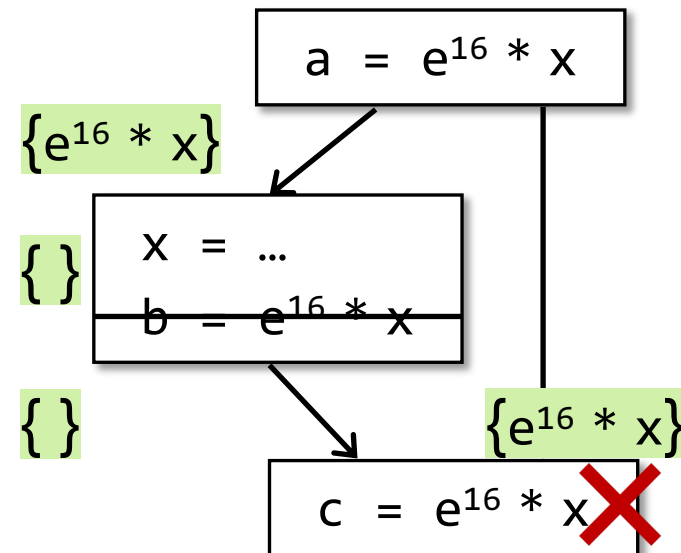 a = e¹⁶ * x
{e¹⁶ * x}
x = …
{ }
b = e¹⁶ * x
{ }
{e¹⁶ * x}
c = e¹⁶ * x